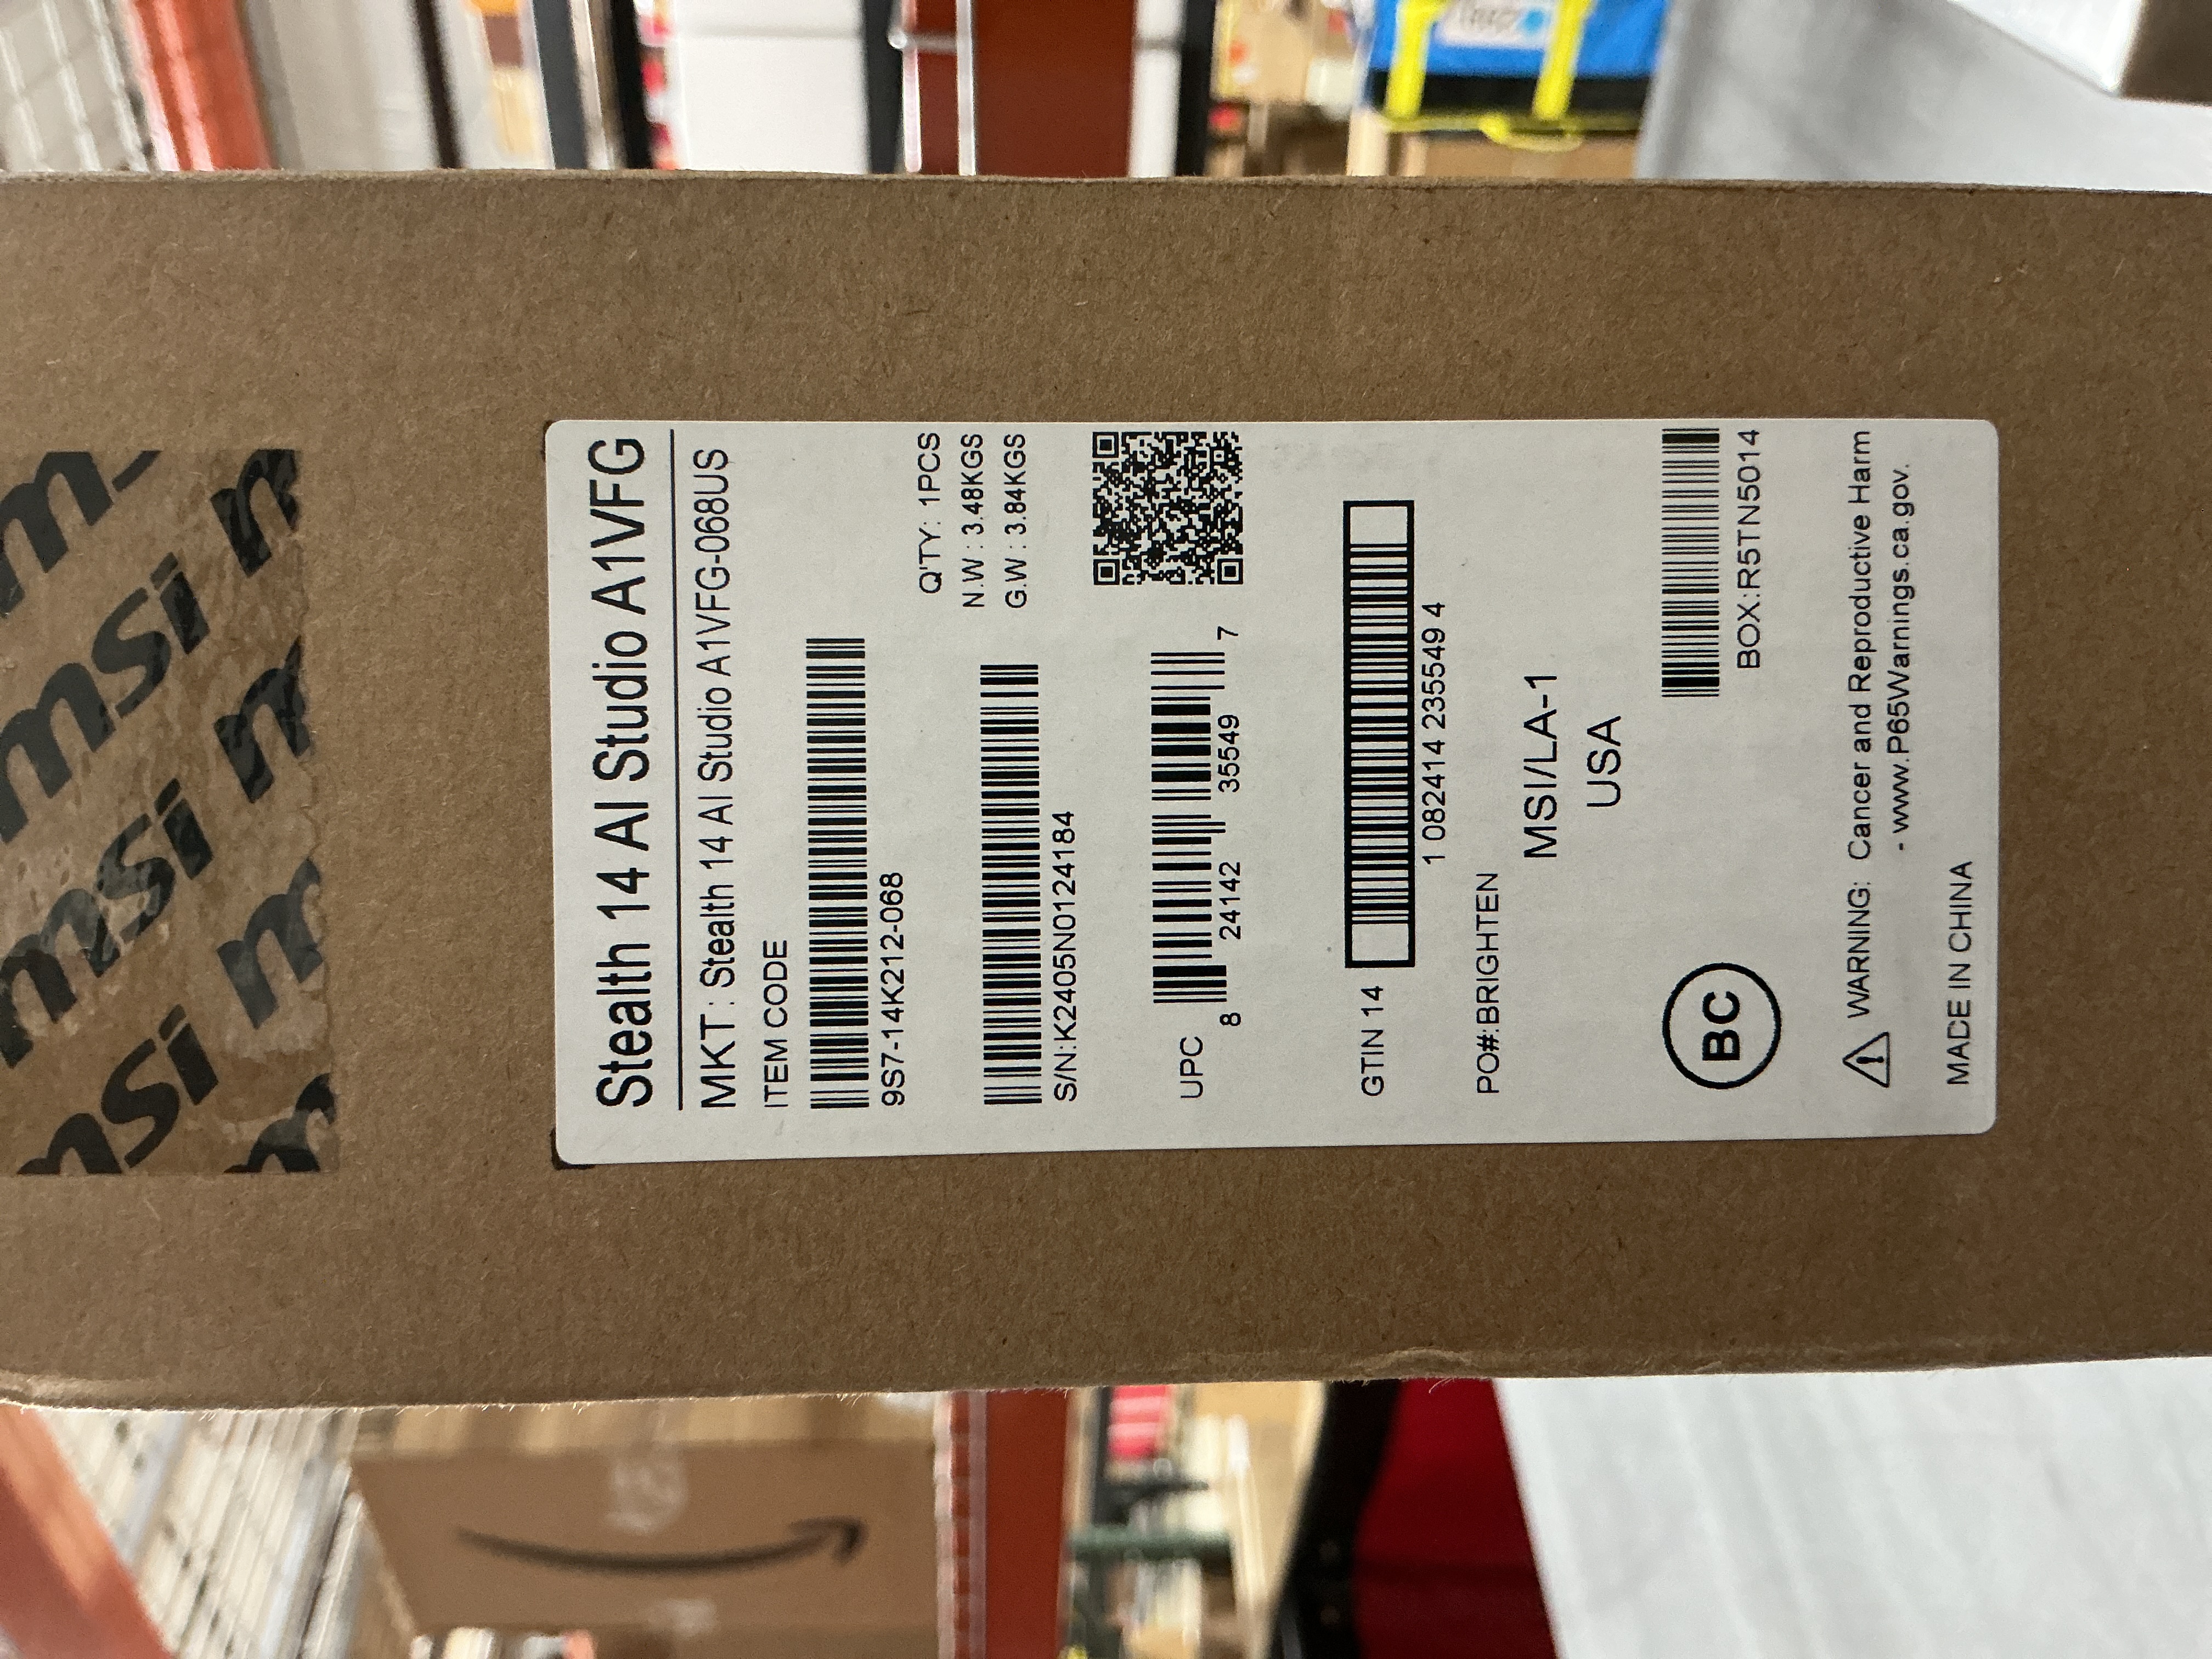 msi
msi
msi
Stealth 14 AI Studio A1VFG
MKT : Stealth 14 AI Studio A1VFG-068US
ITEM CODE
9S7-14K212-068
Q'TY: 1PCS
N.W : 3.48KGS
G.W : 3.84KGS
S/N:K2405N0124184
UPC
8 24142 35549 7
GTIN 14
1 082414 235549 4
PO#:BRIGHTEN
MSI/LA-1
USA
BC
BOX:R5TN5014
WARNING: Cancer and Reproductive Harm
- www.P65Warnings.ca.gov.
MADE IN CHINA